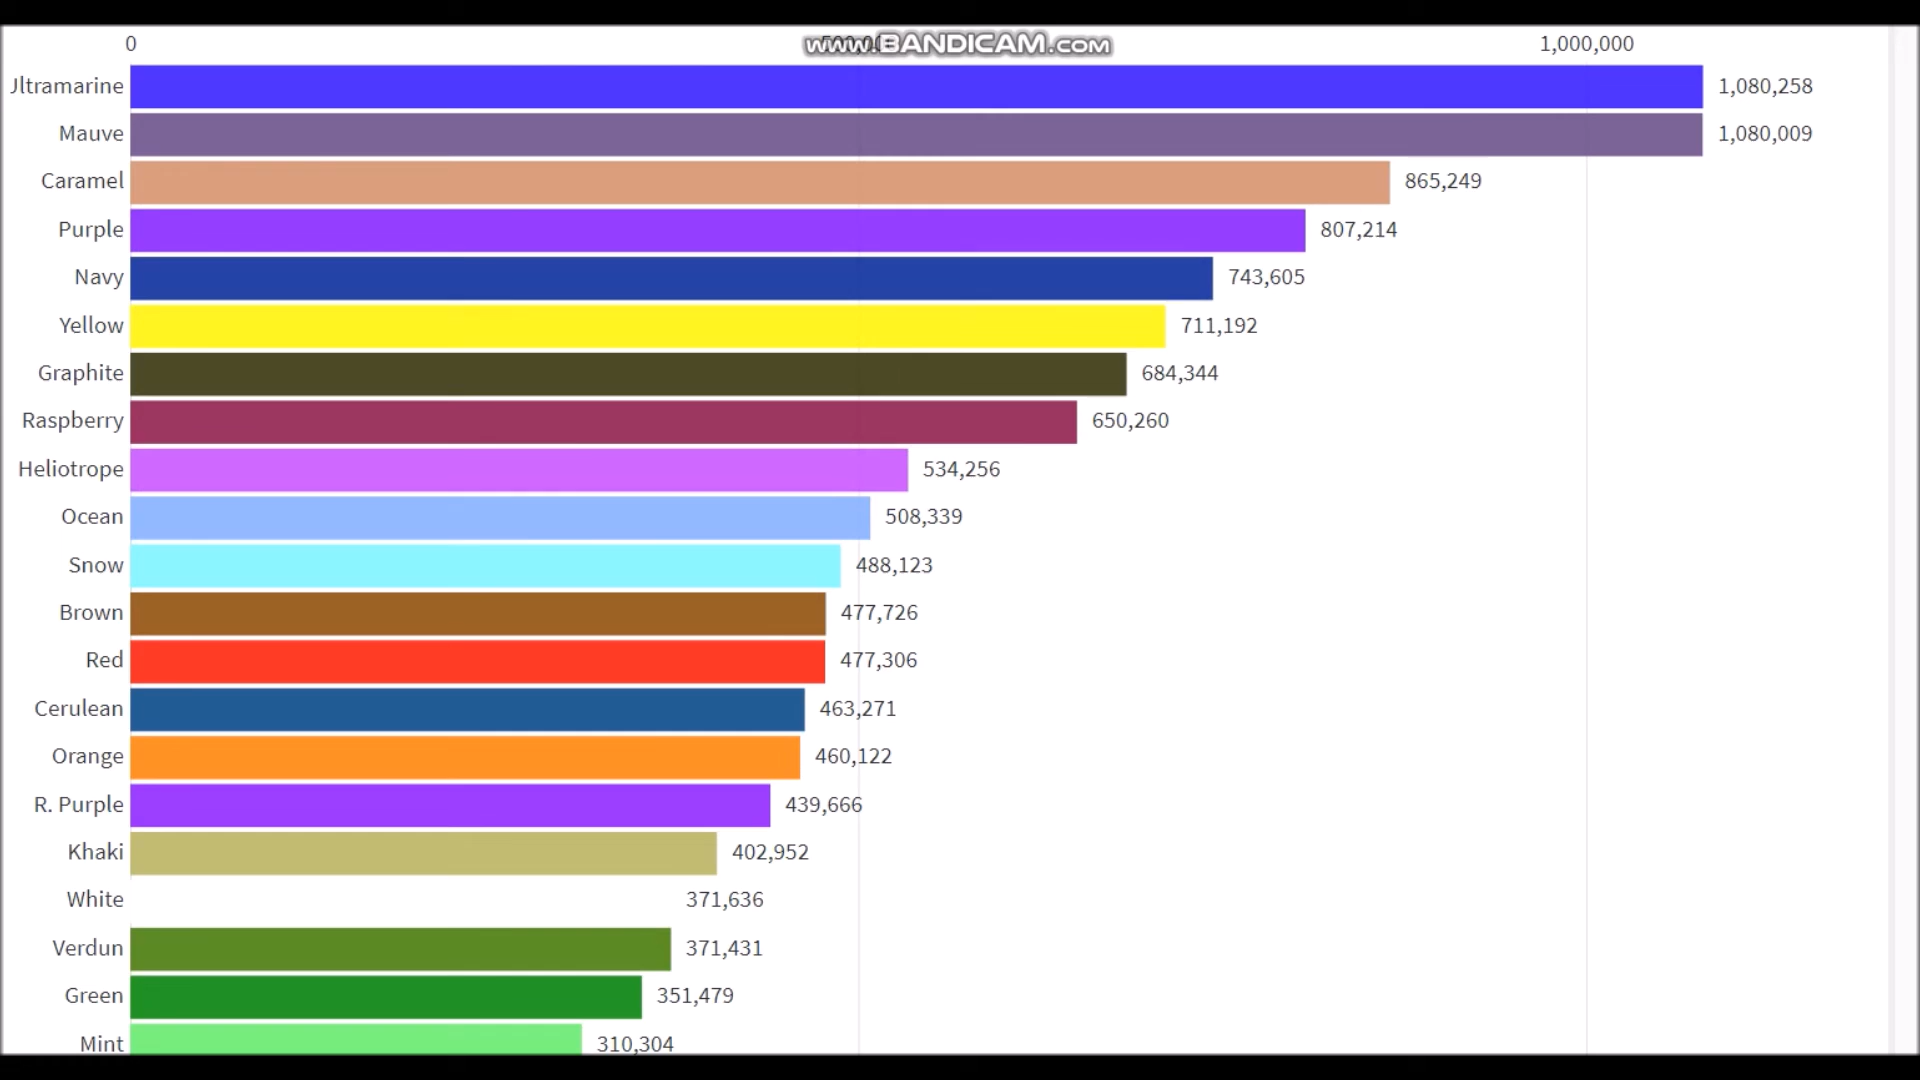 0 www.BANDICAM.com 1,000,000
Ultramarine 1,080,258
Mauve 1,080,009
Caramel 865,249
Purple 807,214
Navy 743,605
Yellow 711,192
Graphite 684,344
Raspberry 650,260
Heliotrope 534,256
Ocean 508,339
Snow 488,123
Brown 477,726
Red 477,306
Cerulean 463,271
Orange 460,122
R. Purple 439,666
Khaki 402,952
White 371,636
Verdun 371,431
Green 351,479
Mint 310,304